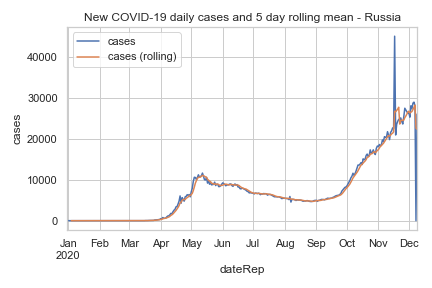 New COVID-19 daily cases and 5 day rolling mean - Russia
cases
cases (rolling)
40000
30000
20000
10000
0
cases
Jan Feb Mar Apr May Jun Jul Aug Sep Oct Nov Dec
2020
dateRep